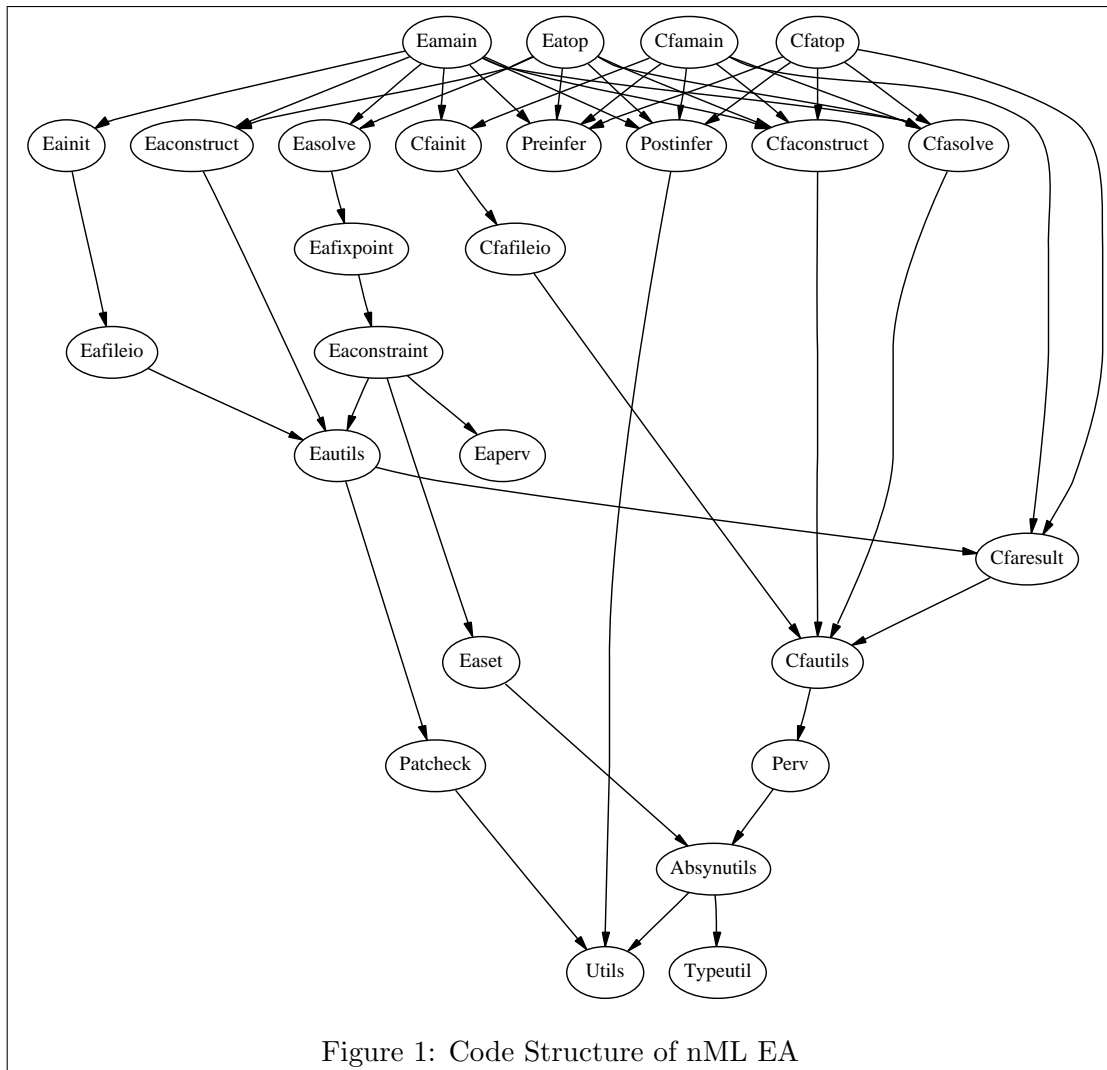 Eamain Eatop Cfamain Cfatop
Eainit Eaconstruct Easolve Cfainit Preinfer Postinfer Cfaconstruct Cfasolve
Eafixpoint Cfafileio
Eafileio Eaconstraint
Eautils Eaperv
Cfaresult
Easet Cfautils
Patcheck Perv
Absynutils
Utils Typeutil
Figure 1: Code Structure of nML EA